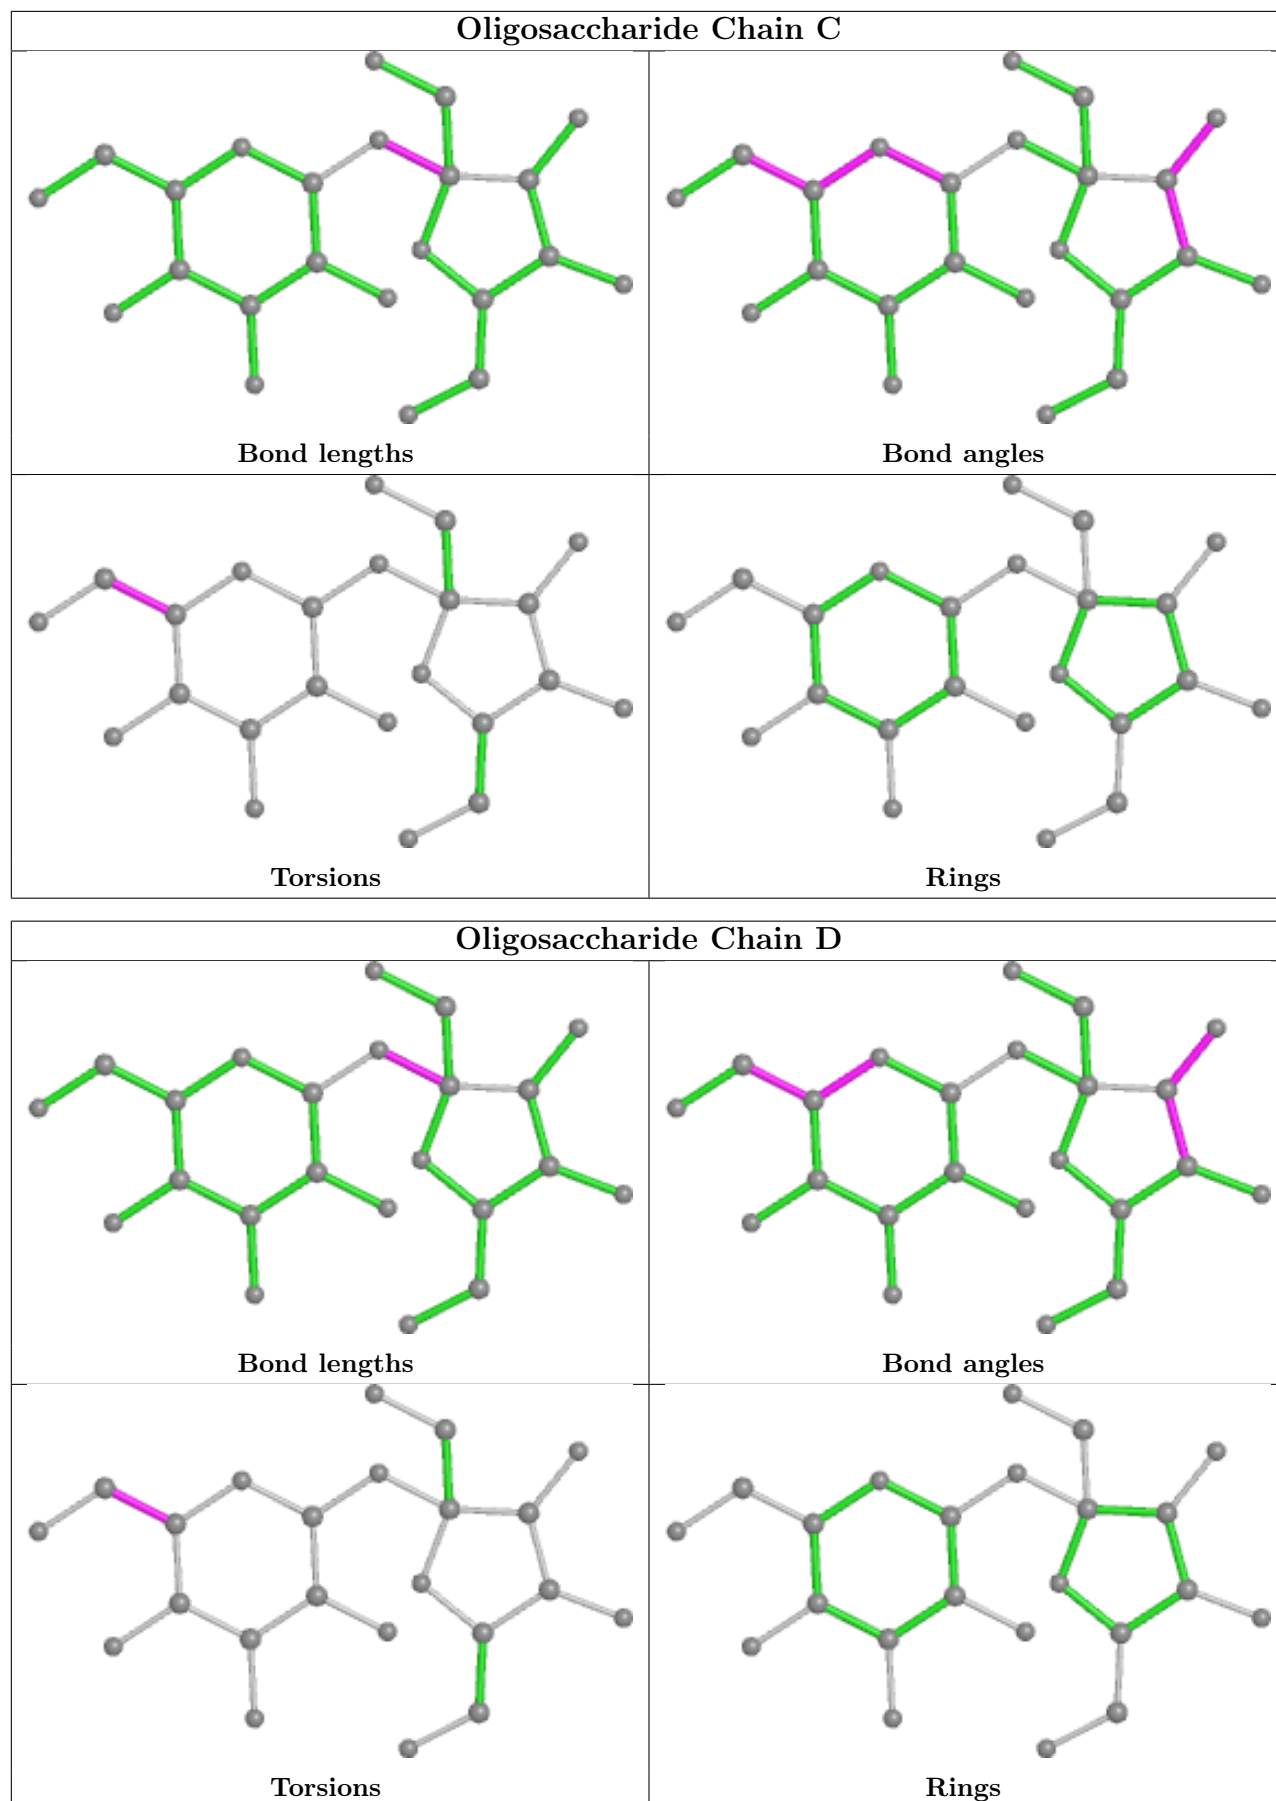 Oligosaccharide Chain C
Bond lengths
Bond angles
Torsions
Rings
Oligosaccharide Chain D
Bond lengths
Bond angles
Torsions
Rings